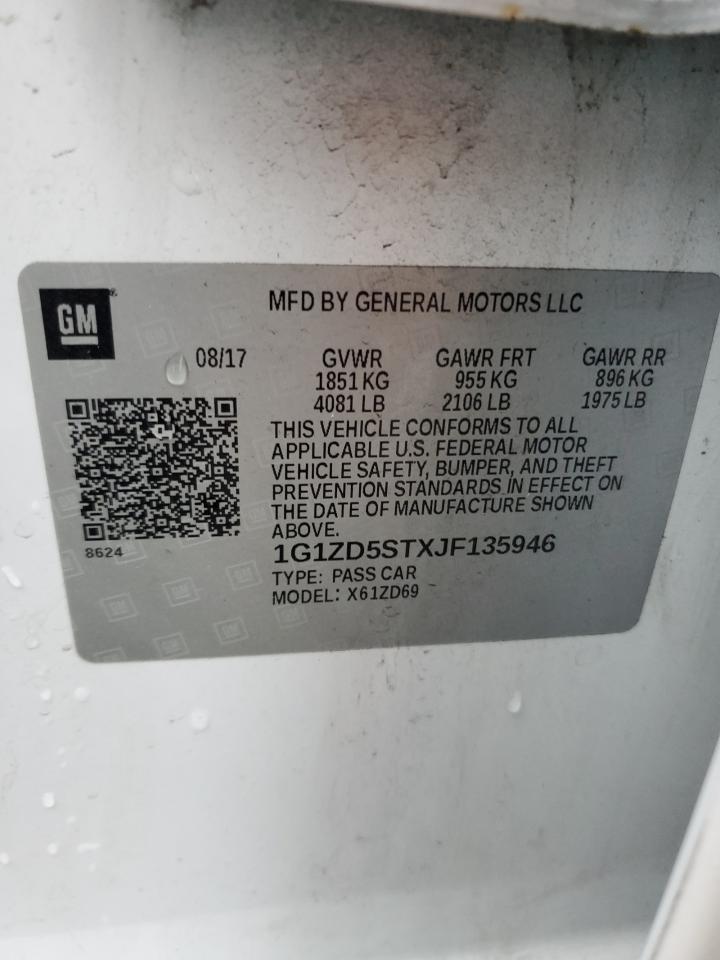 GM
MFD BY GENERAL MOTORS LLC
08/17 GVWR GAWR FRT GAWR RR
1851 KG 955 KG 896 KG
4081 LB 2106 LB 1975 LB
THIS VEHICLE CONFORMS TO ALL
APPLICABLE U.S. FEDERAL MOTOR
VEHICLE SAFETY, BUMPER, AND THEFT
PREVENTION STANDARDS IN EFFECT ON
THE DATE OF MANUFACTURE SHOWN
ABOVE.
8624
1G1ZD5STXJF135946
TYPE: PASS CAR
MODEL: X61ZD69